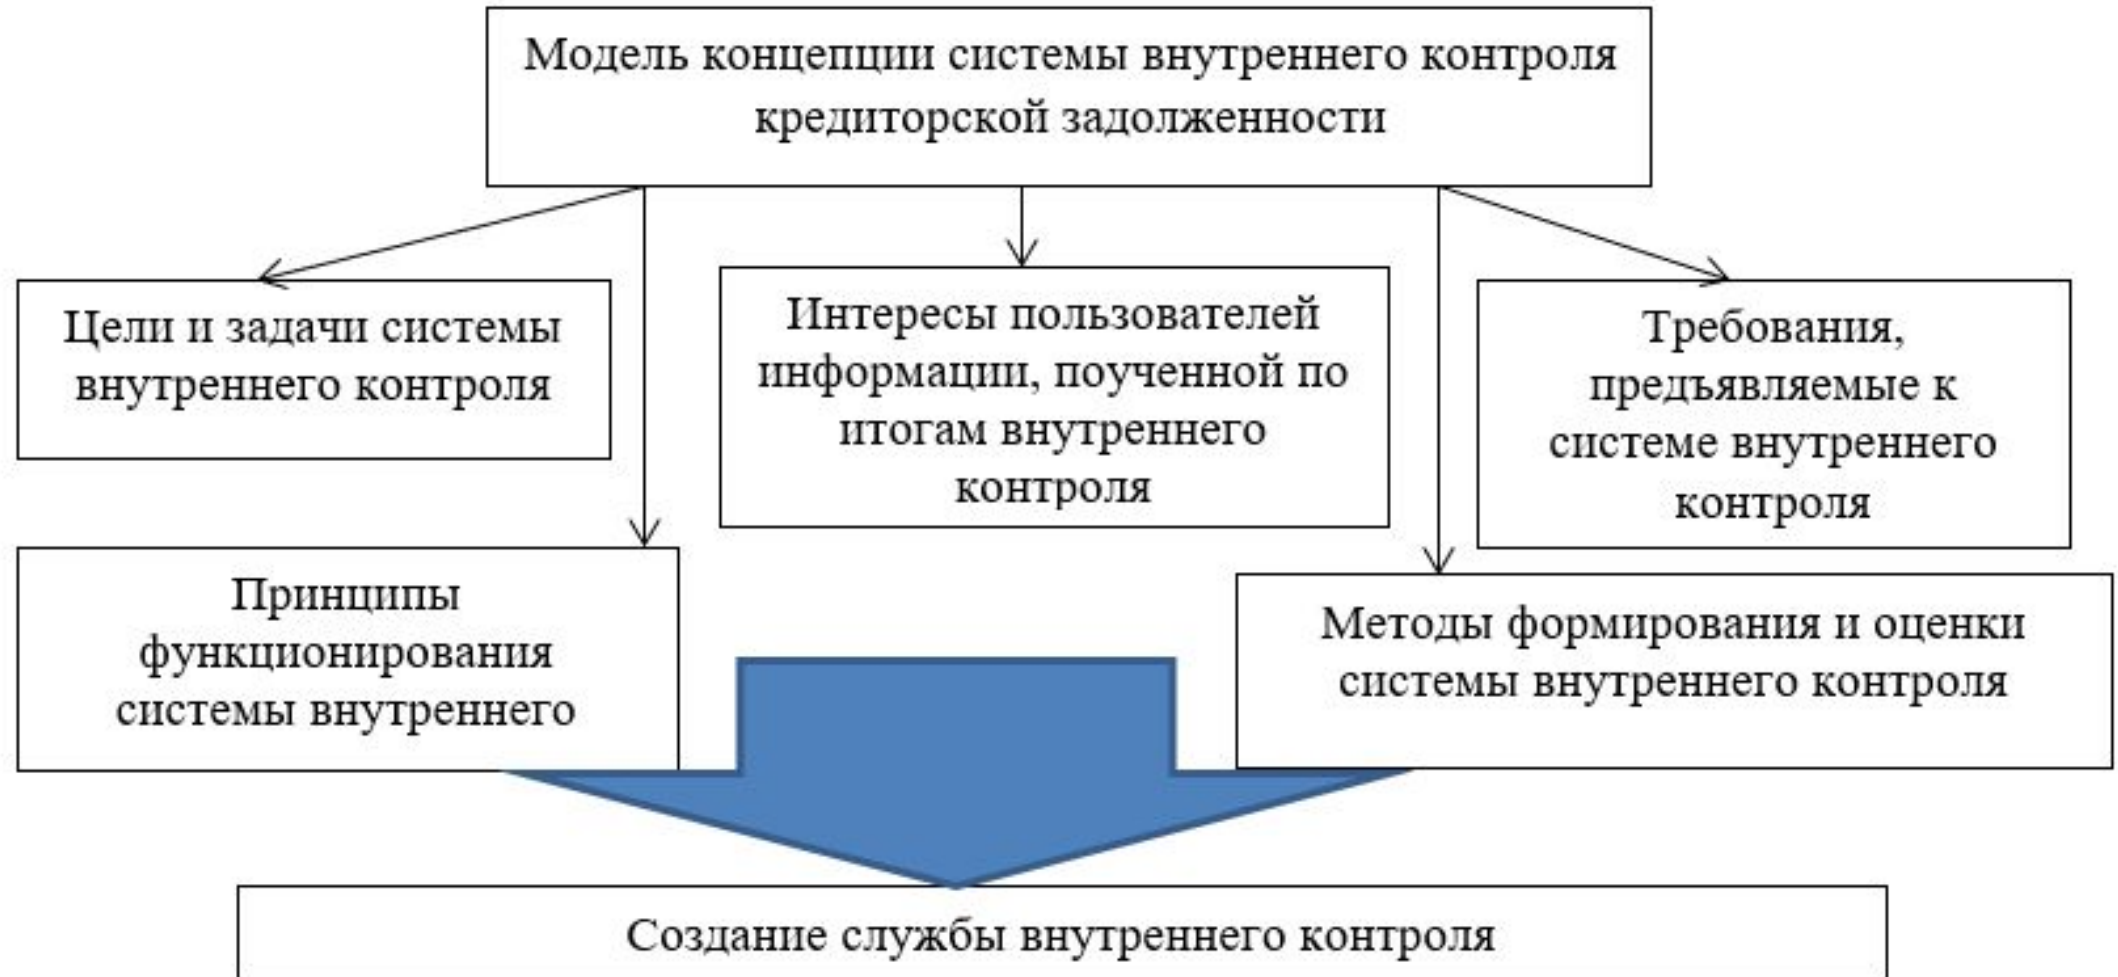 Модель концепции системы внутреннего контроля
кредиторской задолженности
Цели и задачи системы
внутреннего контроля
Интересы пользователей
информации, поученной по
итогам внутреннего
контроля
Требования,
предъявляемые к
системе внутреннего
контроля
Принципы
функционирования
системы внутреннего
Методы формирования и оценки
системы внутреннего контроля
Создание службы внутреннего контроля